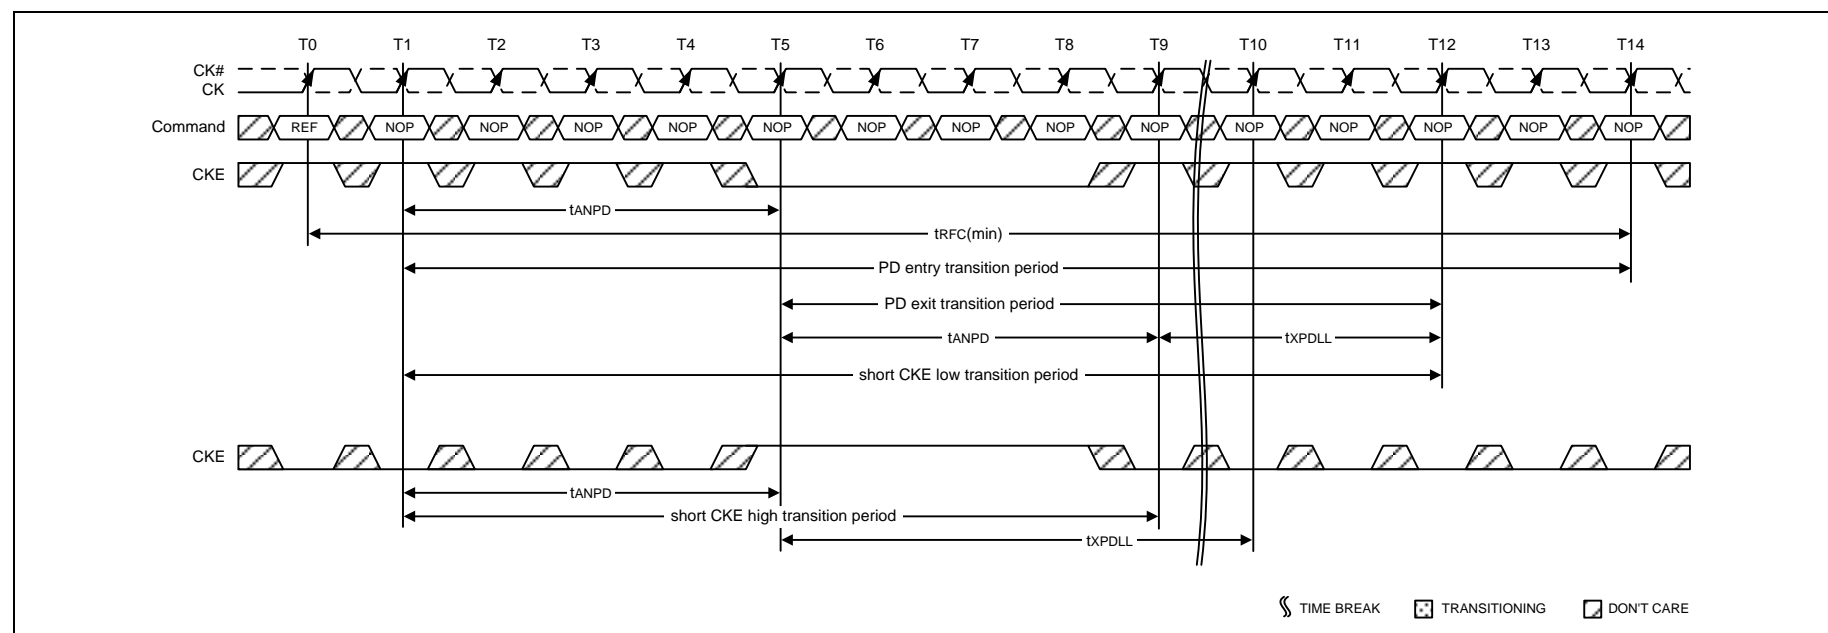 T0 T1 T2 T3 T4 T5 T6 T7 T8 T9 T10 T11 T12 T13 T14
CK#
CK
Command REF NOP NOP NOP NOP NOP NOP NOP NOP NOP NOP NOP NOP NOP NOP
CKE
tANPD
tRFC(min)
PD entry transition period
PD exit transition period
tANPD tXPDLL
short CKE low transition period
CKE
tANPD
short CKE high transition period
tXPDLL
TIME BREAK TRANSITIONING DON'T CARE